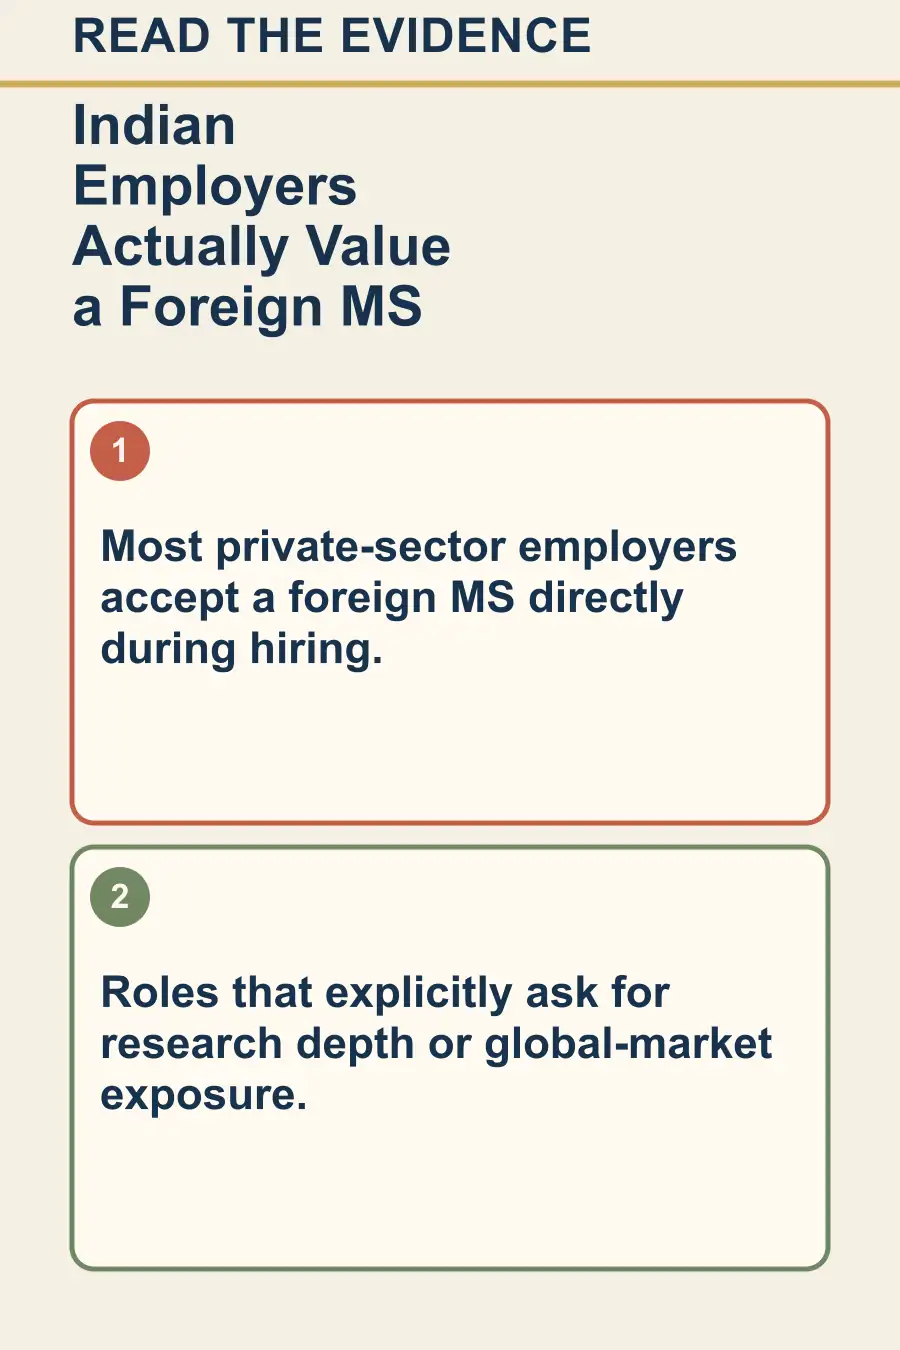 READ THE EVIDENCE
Indian
Employers
Actually Value
a Foreign MS
1
Most private-sector employers
accept a foreign MS directly
during hiring.
2
Roles that explicitly ask for
research depth or global-market
exposure.